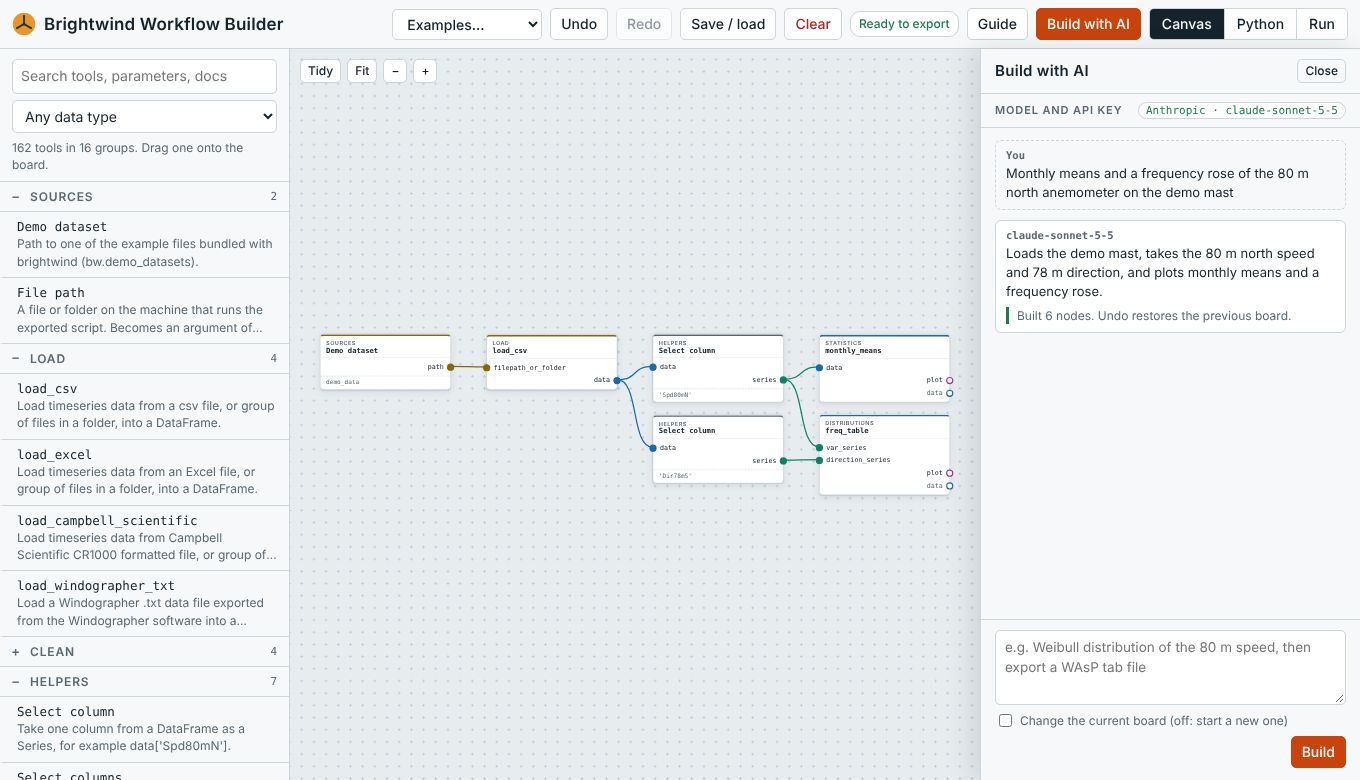 Brightwind Workflow Builder
Examples...
Undo
Redo
Save / load
Clear
Ready to export
Guide
Build with AI
Canvas
Python
Run
Search tools, parameters, docs
Any data type
162 tools in 16 groups. Drag one onto the
board.
− SOURCES 2
Demo dataset
Path to one of the example files bundled with
brightwind (bw.demo_datasets).
File path
A file or folder on the machine that runs the
exported script. Becomes an argument of…
− LOAD 4
load_csv
Load timeseries data from a csv file, or group
of files in a folder, into a DataFrame.
load_excel
Load timeseries data from an Excel file, or
group of files in a folder, into a DataFrame.
load_campbell_scientific
Load timeseries data from Campbell
Scientific CR1000 formatted file, or group of…
load_windographer_txt
Load a Windographer .txt data file exported
from the Windographer software into a…
+ CLEAN 4
− HELPERS 7
Select column
Take one column from a DataFrame as a
Series, for example data['Spd80mN'].
Select columns
Tidy
Fit
−
+
SOURCES
Demo dataset
path
demo_data
LOAD
load_csv
filepath_or_folder
data
HELPERS
Select column
data
series
'Spd80mN'
HELPERS
Select column
data
series
'Dir78mS'
STATISTICS
monthly_means
data
plot
data
DISTRIBUTIONS
freq_table
var_series
direction_series
plot
data
Build with AI
Close
MODEL AND API KEY
Anthropic · claude-sonnet-5-5
You
Monthly means and a frequency rose of the 80 m
north anemometer on the demo mast
claude-sonnet-5-5
Loads the demo mast, takes the 80 m north speed
and 78 m direction, and plots monthly means and a
frequency rose.
Built 6 nodes. Undo restores the previous board.
e.g. Weibull distribution of the 80 m speed, then
export a WAsP tab file
Change the current board (off: start a new one)
Build